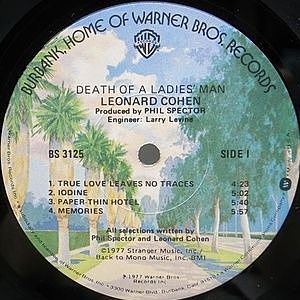 BURBANK, HOME OF WARNER BROS. RECORDS
DEATH OF A LADIES' MAN
LEONARD COHEN
Produced by PHIL SPECTOR
Engineer: Larry Levine
BS 3125
SIDE I
1. TRUE LOVE LEAVES NO TRACES 4:23
2. IODINE 5:02
3. PAPER-THIN HOTEL 5:40
4. MEMORIES 5:57
All selections written by
Phil Spector and Leonard Cohen
©1977 Stranger Music, Inc.
Back to Mono Music, Inc.-BMI
℗1977 Warner Bros.
Records Inc.